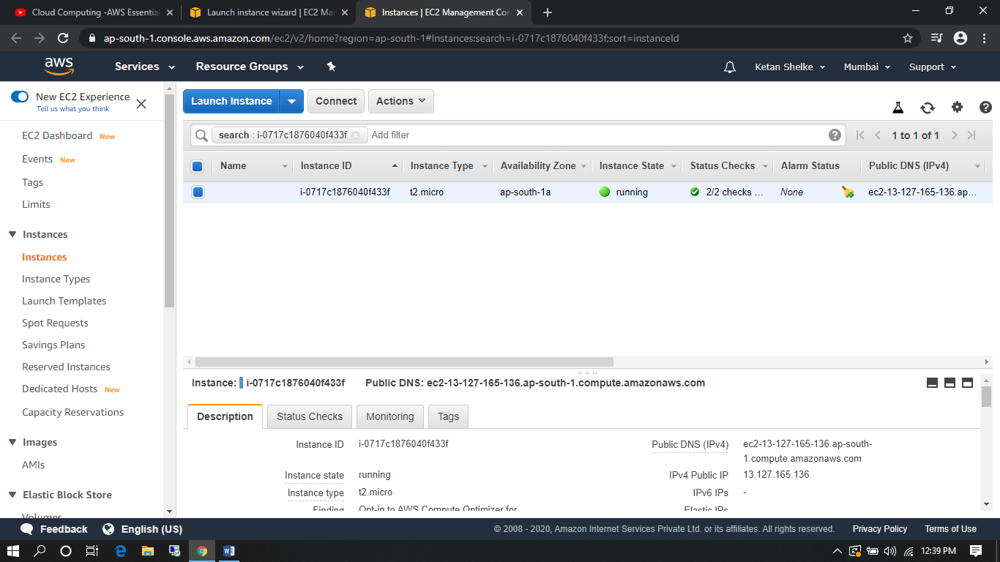 Cloud Computing -AWS Essential
Launch instance wizard | EC2 Mar
Instances | EC2 Management Cor
ap-south-1.console.aws.amazon.com/ec2/v2/home?region=ap-south-1#Instances:search=i-0717c1876040f433f;sort=instanceId
aws
Services
Resource Groups
Ketan Shelke
Mumbai
Support
New EC2 Experience
Tell us what you think
EC2 Dashboard New
Events New
Tags
Limits
Instances
Instances
Instance Types
Launch Templates
Spot Requests
Savings Plans
Reserved Instances
Dedicated Hosts New
Capacity Reservations
Images
AMIs
Elastic Block Store
Volumes
Launch Instance
Connect
Actions
search : i-0717c1876040f433f Add filter
1 to 1 of 1
Name Instance ID Instance Type Availability Zone Instance State Status Checks Alarm Status Public DNS (IPv4)
i-0717c1876040f433f t2.micro ap-south-1a running 2/2 checks ... None ec2-13-127-165-136.ap...
Instance: i-0717c1876040f433f Public DNS: ec2-13-127-165-136.ap-south-1.compute.amazonaws.com
Description Status Checks Monitoring Tags
Instance ID i-0717c1876040f433f
Instance state running
Instance type t2.micro
Finding Opt-in to AWS Compute Optimizer for
Public DNS (IPv4) ec2-13-127-165-136.ap-south-
1.compute.amazonaws.com
IPv4 Public IP 13.127.165.136
IPv6 IPs -
Elastic IPs
Feedback
English (US)
© 2008 - 2020, Amazon Internet Services Private Ltd. or its affiliates. All rights reserved.
Privacy Policy
Terms of Use
12:39 PM